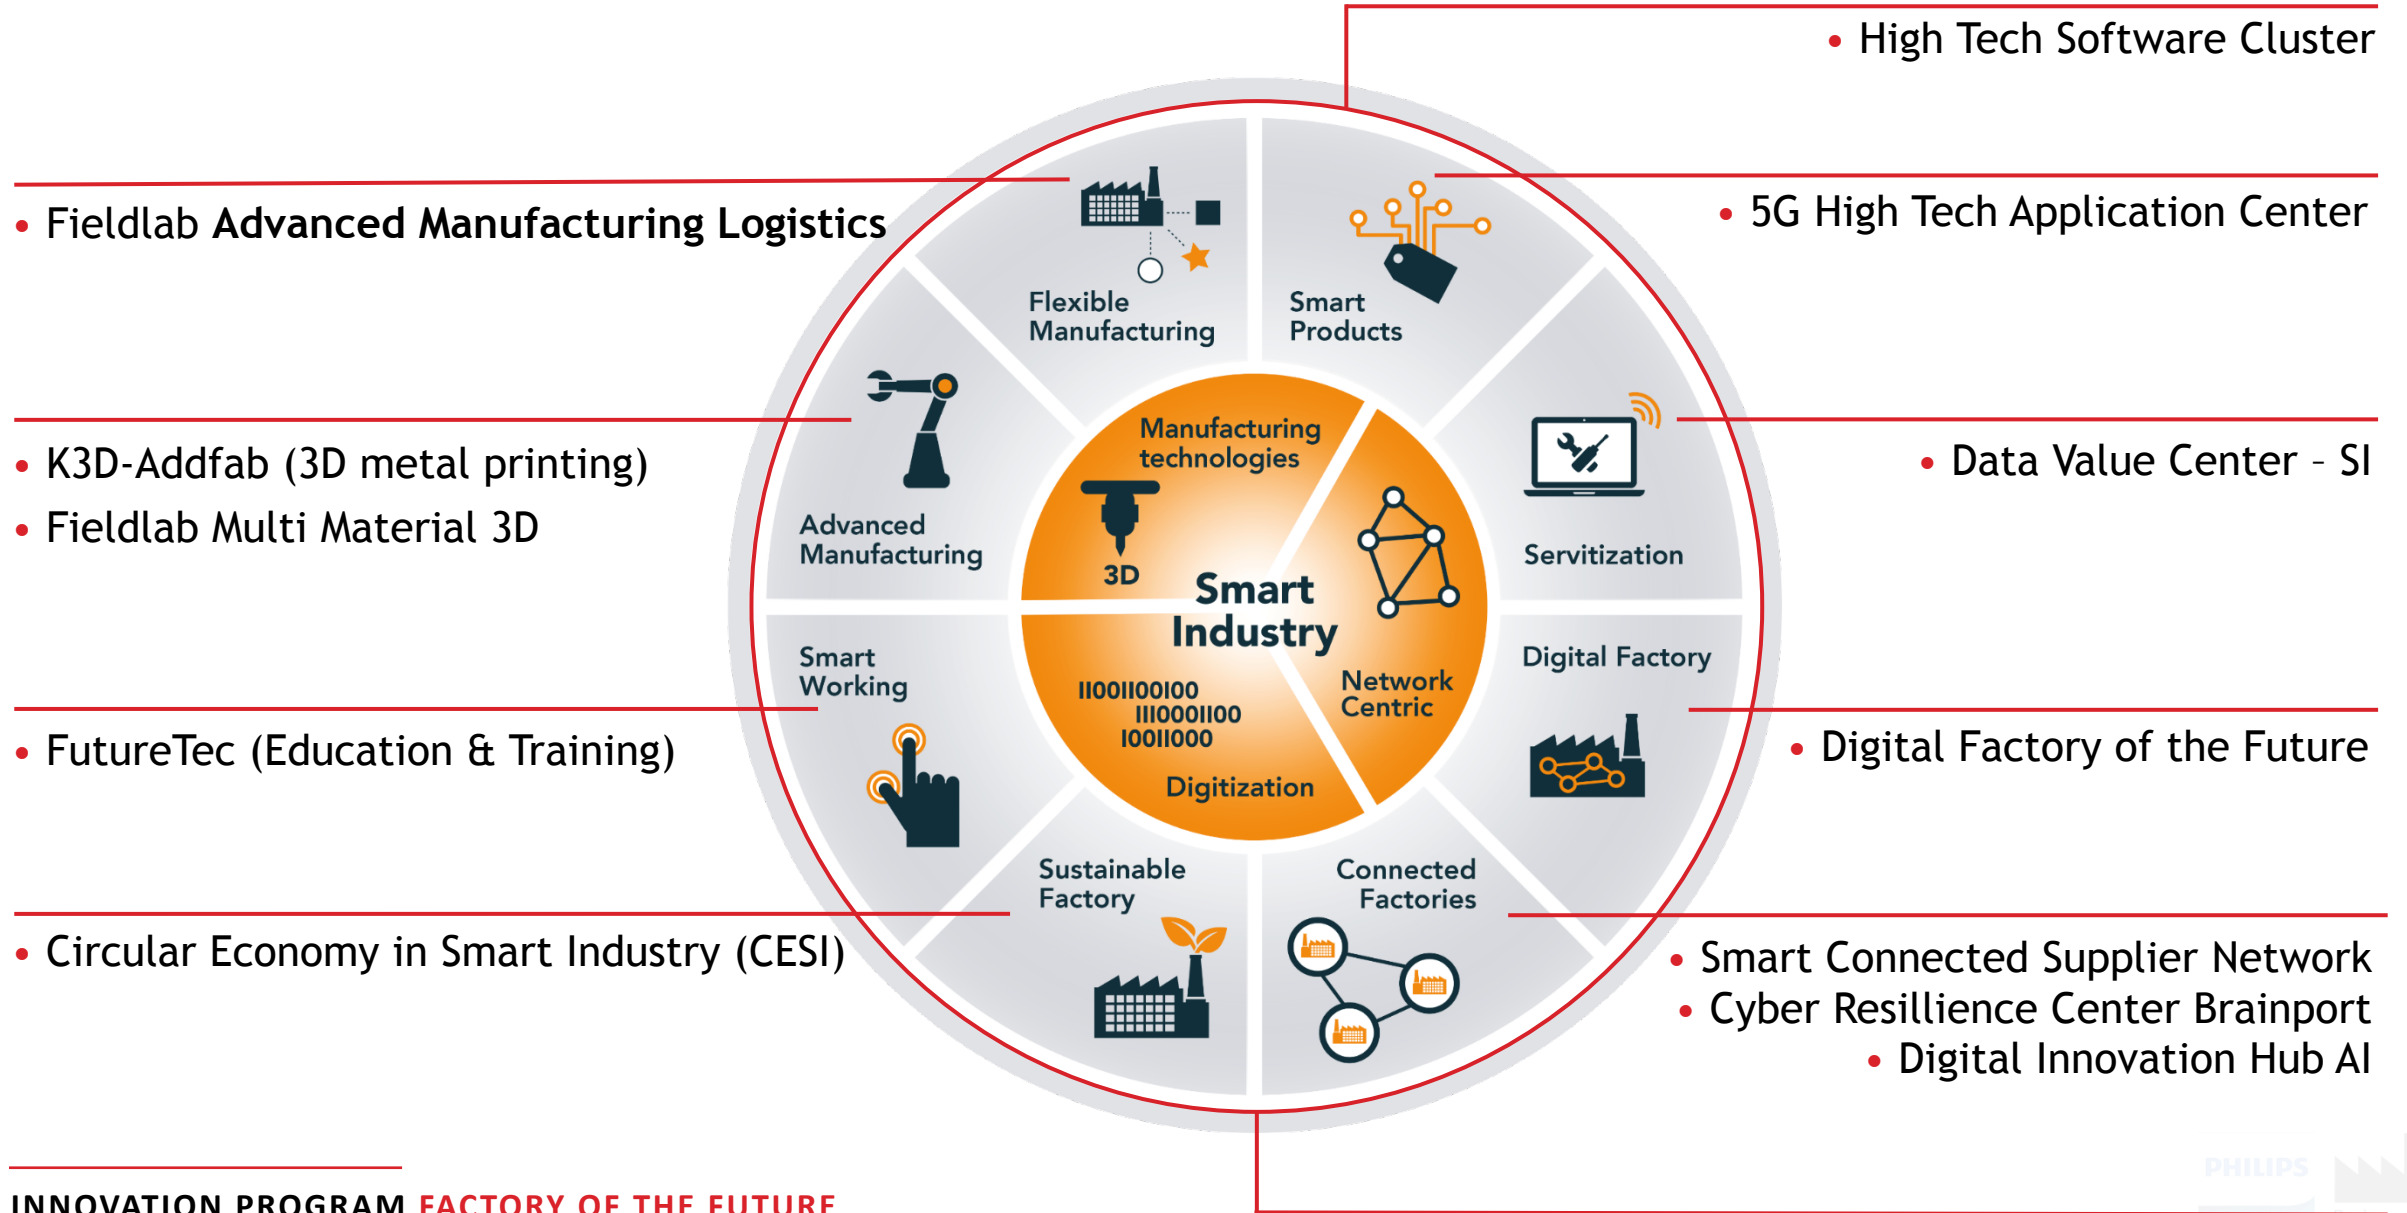 • High Tech Software Cluster
• Fieldlab Advanced Manufacturing Logistics
• 5G High Tech Application Center
Flexible
Manufacturing
Smart
Products
• K3D-Addfab (3D metal printing)
• Fieldlab Multi Material 3D
• Data Value Center – SI
Advanced
Manufacturing
Servitization
Manufacturing
technologies
3D
Smart
Industry
Network
Centric
IIOOIIOOIOO
IIIOOOIIOO
IOOIIOOO
Digitization
Smart
Working
Digital Factory
• FutureTec (Education & Training)
• Digital Factory of the Future
Sustainable
Factory
Connected
Factories
• Circular Economy in Smart Industry (CESI)
• Smart Connected Supplier Network
• Cyber Resillience Center Brainport
• Digital Innovation Hub AI
PHILIPS
INNOVATION PROGRAM FACTORY OF THE FUTURE